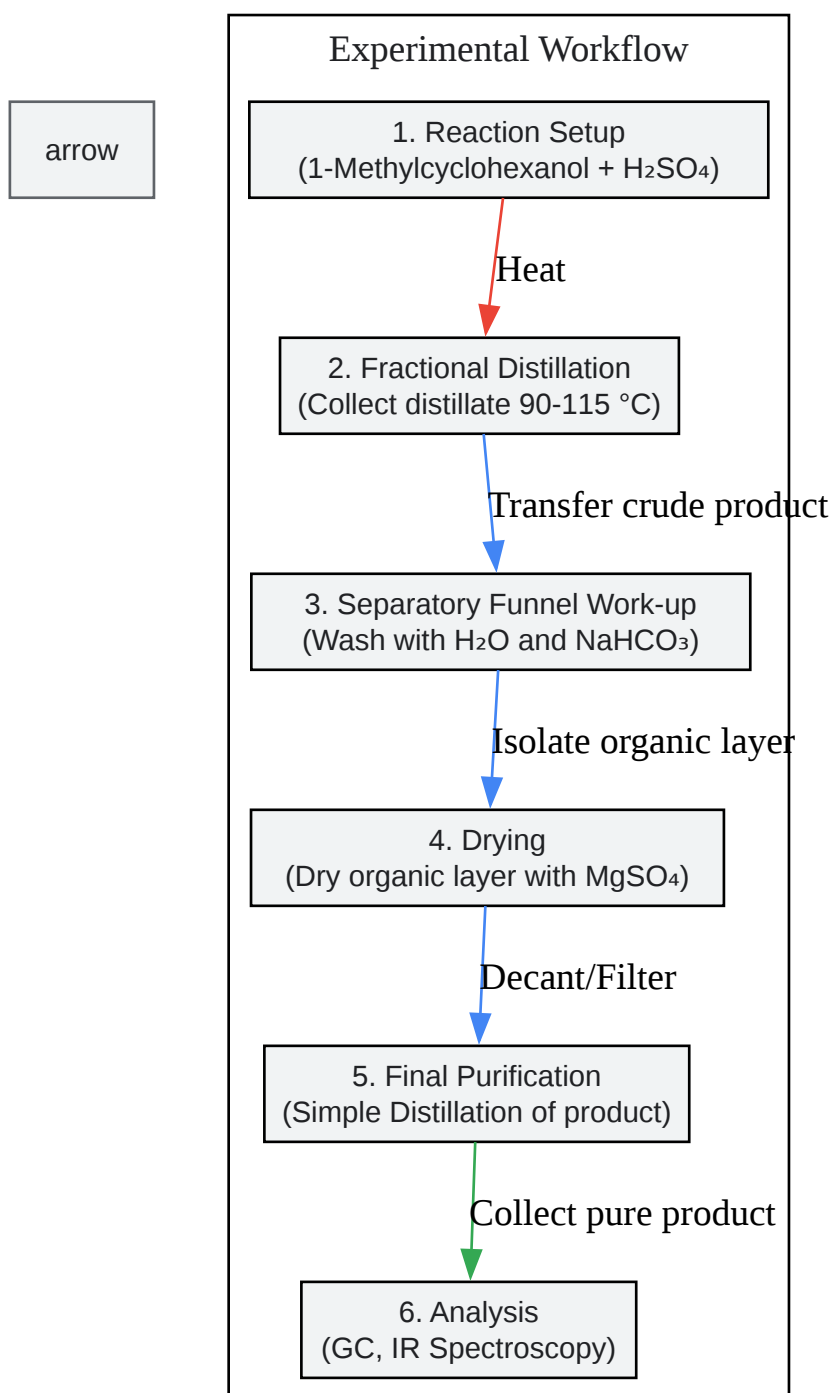 Experimental Workflow
arrow
1. Reaction Setup
(1-Methylcyclohexanol + H₂SO₄)
Heat
2. Fractional Distillation
(Collect distillate 90-115 °C)
Transfer crude product
3. Separatory Funnel Work-up
(Wash with H₂O and NaHCO₃)
Isolate organic layer
4. Drying
(Dry organic layer with MgSO₄)
Decant/Filter
5. Final Purification
(Simple Distillation of product)
Collect pure product
6. Analysis
(GC, IR Spectroscopy)